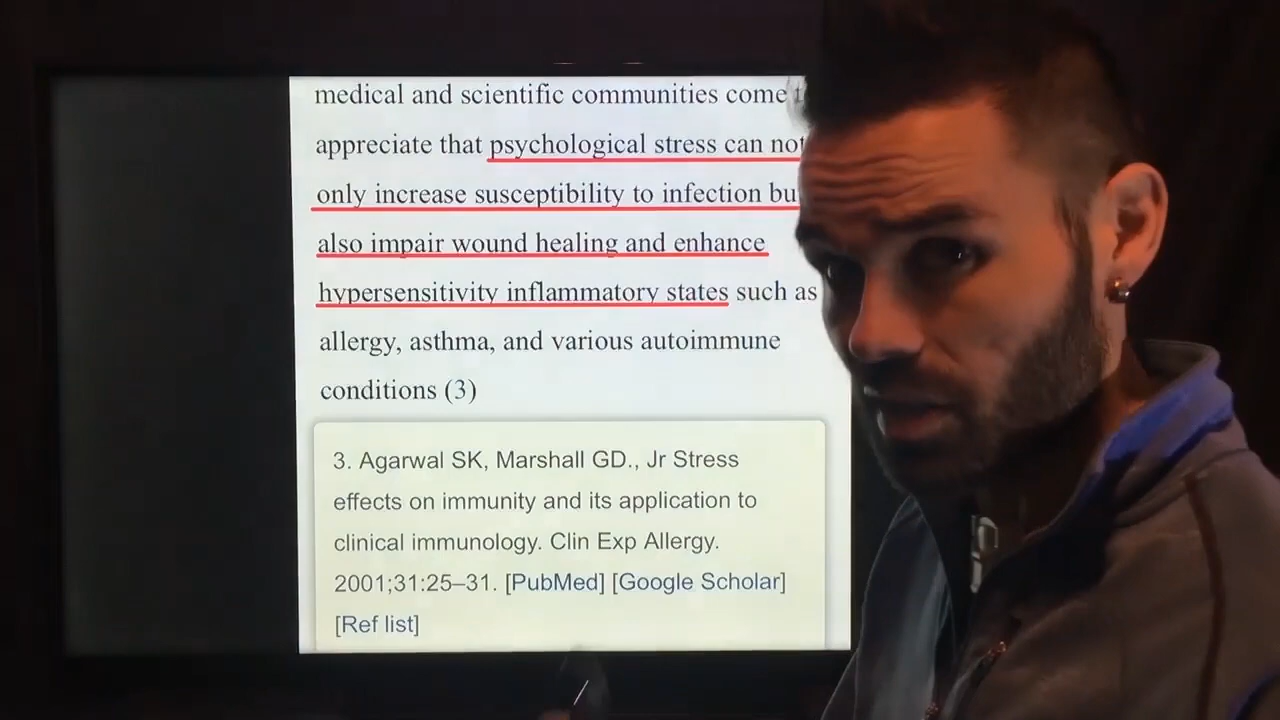 medical and scientific communities come
appreciate that psychological stress can not
only increase susceptibility to infection
also impair wound healing and enhance
hypersensitivity inflammatory states such as
allergy, asthma, and various autoimmune
conditions (3)
3. Agarwal SK, Marshall GD., Jr Stress
effects on immunity and its application to
clinical immunology. Clin Exp Allergy.
2001;31:25–31. [PubMed] [Google Scholar]
[Ref list]